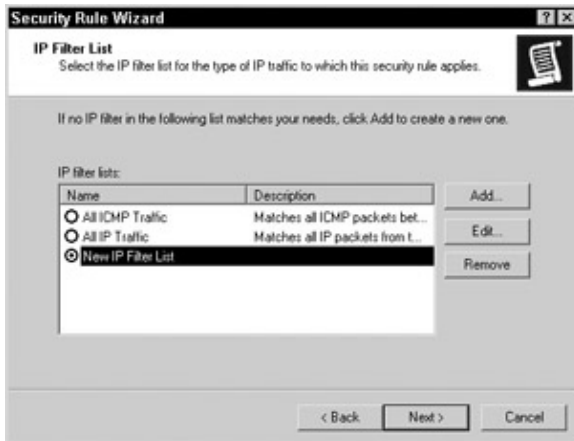 Security Rule Wizard
IP Filter List
Select the IP filter list for the type of IP traffic to which this security rule applies.
If no IP filter in the following list matches your needs, click Add to create a new one.
IP filter lists:
Name Description
All ICMP Traffic Matches all ICMP packets bet...
All IP Traffic Matches all IP packets from t...
New IP Filter List
Add...
Edit...
Remove
< Back Next > Cancel